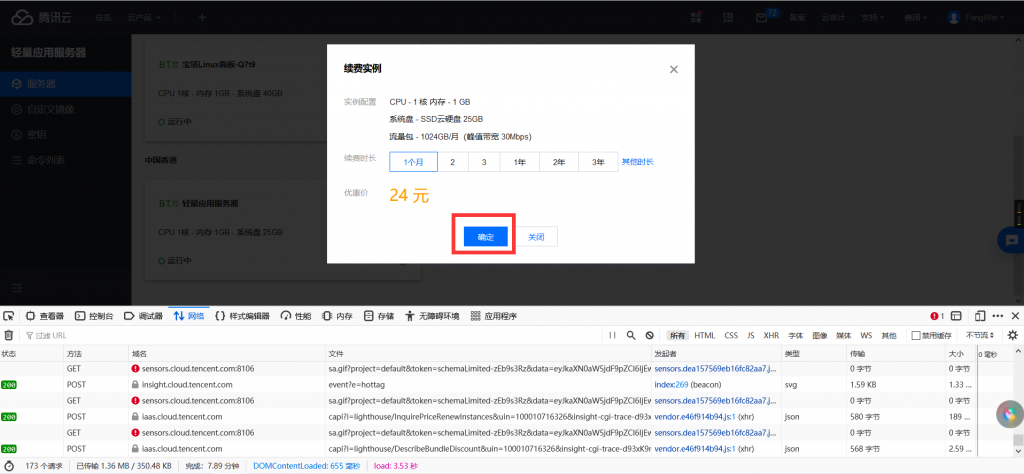 腾讯云 总览 云产品 + 72 备案 云审计 支持 费用 FangWei
轻量应用服务器
服务器
自定义镜像
密钥
命令列表
BT.cn 宝塔Linux面板-Q7t9
CPU 1核 - 内存 1GB - 系统盘 40GB
运行中
中国香港
BT.cn 轻量应用服务器
CPU 1核 - 内存 1GB - 系统盘 25GB
运行中
续费实例
实例配置 CPU - 1 核 内存 - 1 GB
系统盘 - SSD云硬盘 25GB
流量包 - 1024GB/月（峰值带宽 30Mbps）
续费时长 1个月 2 3 1年 2年 3年 其他时长
优惠价 24 元
确定 关闭
查看器 控制台 调试器 网络 样式编辑器 性能 内存 存储 无障碍环境 应用程序 1
过滤 URL 所有 HTML CSS JS XHR 字体 图像 媒体 WS 其他 禁用缓存 不节流
状态 方法 域名 文件 发起者 类型 传输 大小 0 毫秒
GET sensors.cloud.tencent.com:8106 sa.gif?project=default&token=schemaLimited-zEb9s3Rz&data=eyJkaXN0aW5jdF9pZCI6IjEw sensors.dea157569eb16fc82aa7.j... 0 字节 0 字节
200 POST insight.cloud.tencent.com event?e=hottag index:269 (beacon) svg 1.59 KB 1.33 ...
GET sensors.cloud.tencent.com:8106 sa.gif?project=default&token=schemaLimited-zEb9s3Rz&data=eyJkaXN0aW5jdF9pZCI6IjEw sensors.dea157569eb16fc82aa7.j... 0 字节 0 字节
200 POST iaas.cloud.tencent.com capi?i=lighthouse/InquirePriceRenewInstances&uin=100010716326&insight-cgi-trace-d93x vendor.e46f914b94.js:1 (xhr) json 580 字节 189 ...
GET sensors.cloud.tencent.com:8106 sa.gif?project=default&token=schemaLimited-zEb9s3Rz&data=eyJkaXN0aW5jdF9pZCI6IjEw sensors.dea157569eb16fc82aa7.j... 0 字节 0 字节
200 POST iaas.cloud.tencent.com capi?i=lighthouse/DescribeBundleDiscount&uin=100010716326&insight-cgi-trace-d93xK9r vendor.e46f914b94.js:1 (xhr) json 568 字节 2.59 ...
173 个请求 已传输 1.36 MB / 350.48 KB 完成：7.89 分钟 DOMContentLoaded: 655 毫秒 load: 3.53 秒